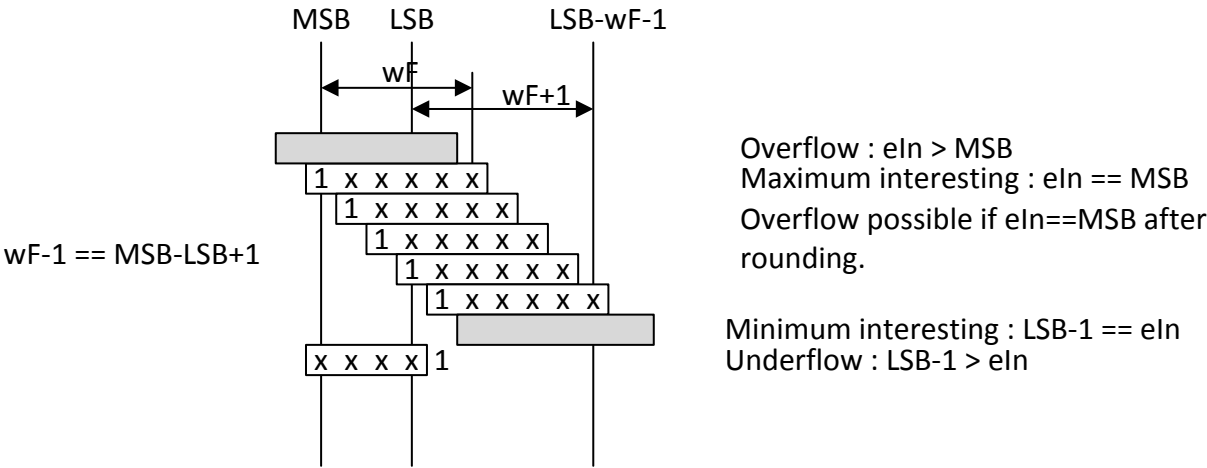 MSB LSB LSB-wF-1
wF
wF+1
Overflow : eIn > MSB
1 x x x x x
Maximum interesting : eIn == MSB
1 x x x x x
Overflow possible if eIn==MSB after
1 x x x x x
wF-1 == MSB-LSB+1
rounding.
1 x x x x x
1 x x x x x
Minimum interesting : LSB-1 == eIn
x x x x 1
Underflow : LSB-1 > eIn